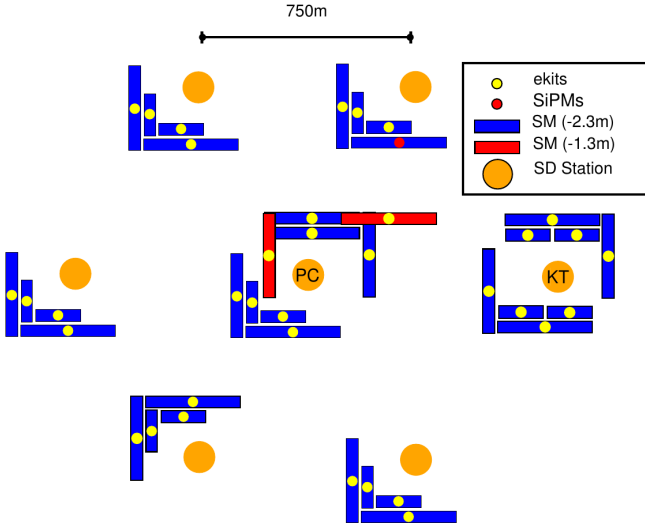 750m
ekits
SiPMs
SM (-2.3m)
SM (-1.3m)
SD Station
PC
KT